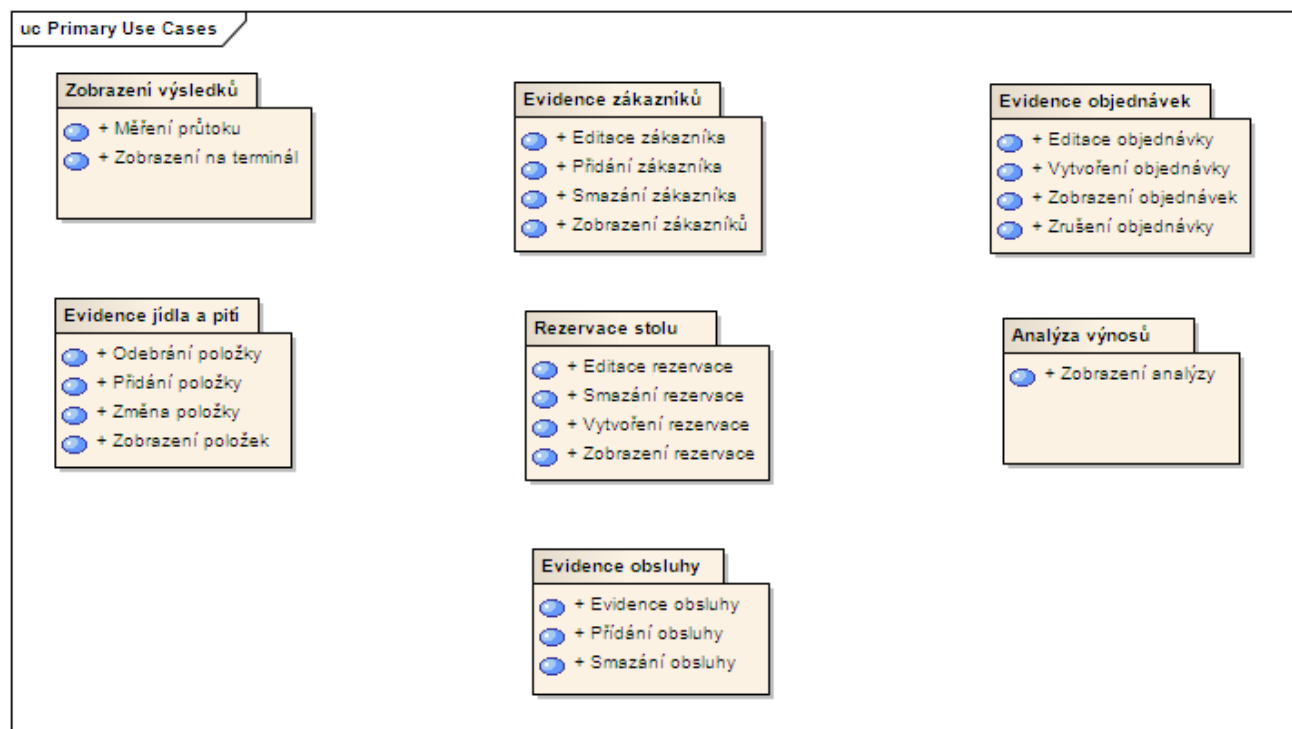 uc Primary Use Cases
Zobrazení výsledků
+ Měření průtoku
+ Zobrazení na terminál
Evidence zákazníků
+ Editace zákazníka
+ Přidání zákazníka
+ Smazání zákazníka
+ Zobrazení zákazníků
Evidence objednávek
+ Editace objednávky
+ Vytvoření objednávky
+ Zobrazení objednávek
+ Zrušení objednávky
Evidence jídla a pití
+ Odebrání položky
+ Přidání položky
+ Změna položky
+ Zobrazení položek
Rezervace stolu
+ Editace rezervace
+ Smazání rezervace
+ Vytvoření rezervace
+ Zobrazení rezervace
Analýza výnosů
+ Zobrazení analýzy
Evidence obsluhy
+ Evidence obsluhy
+ Přídání obsluhy
+ Smazání obsluhy